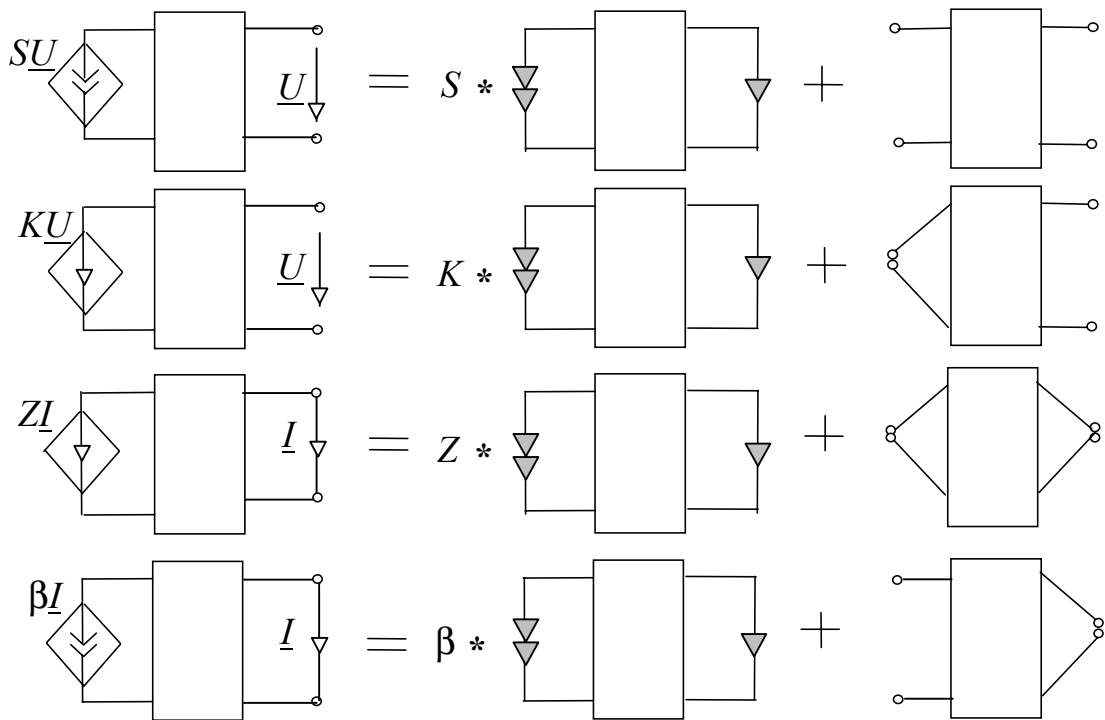 SU U = S * +
KU U = K * +
ZI I = Z * +
βI I = β * +